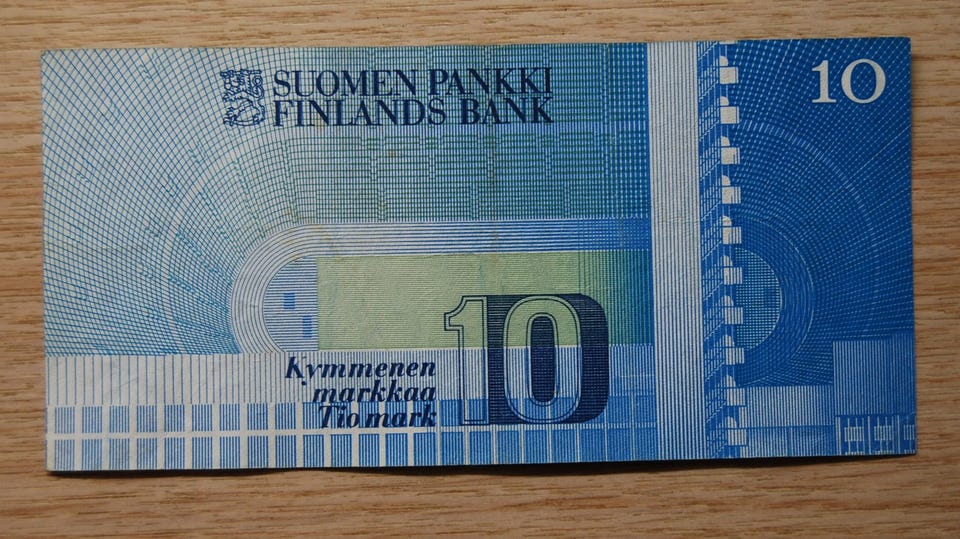 SUOMEN PANKKI
FINLANDS BANK
10
Kymmenen
markkaa
Tio mark
10